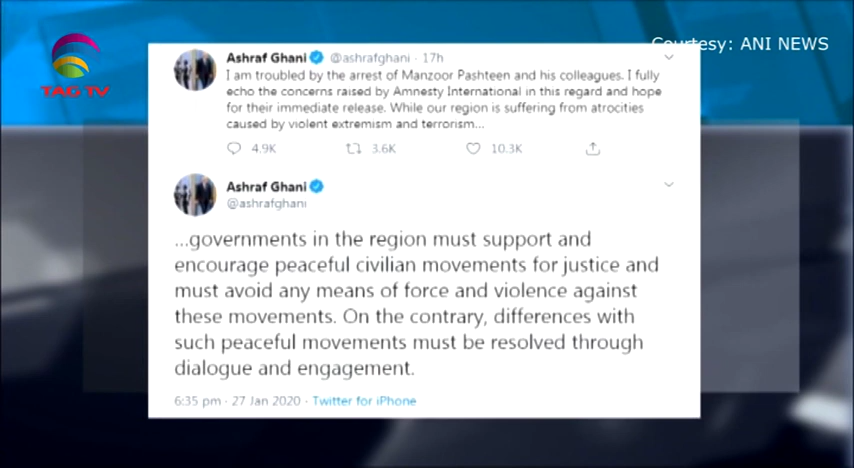 Courtesy: ANI NEWS
TAG TV
Ashraf Ghani @ashrafghani · 17h
I am troubled by the arrest of Manzoor Pashteen and his colleagues. I fully
echo the concerns raised by Amnesty International in this regard and hope
for their immediate release. While our region is suffering from atrocities
caused by violent extremism and terrorism...
4.9K 3.6K 10.3K
Ashraf Ghani
@ashrafghani
...governments in the region must support and
encourage peaceful civilian movements for justice and
must avoid any means of force and violence against
these movements. On the contrary, differences with
such peaceful movements must be resolved through
dialogue and engagement.
6:35 pm · 27 Jan 2020 · Twitter for iPhone